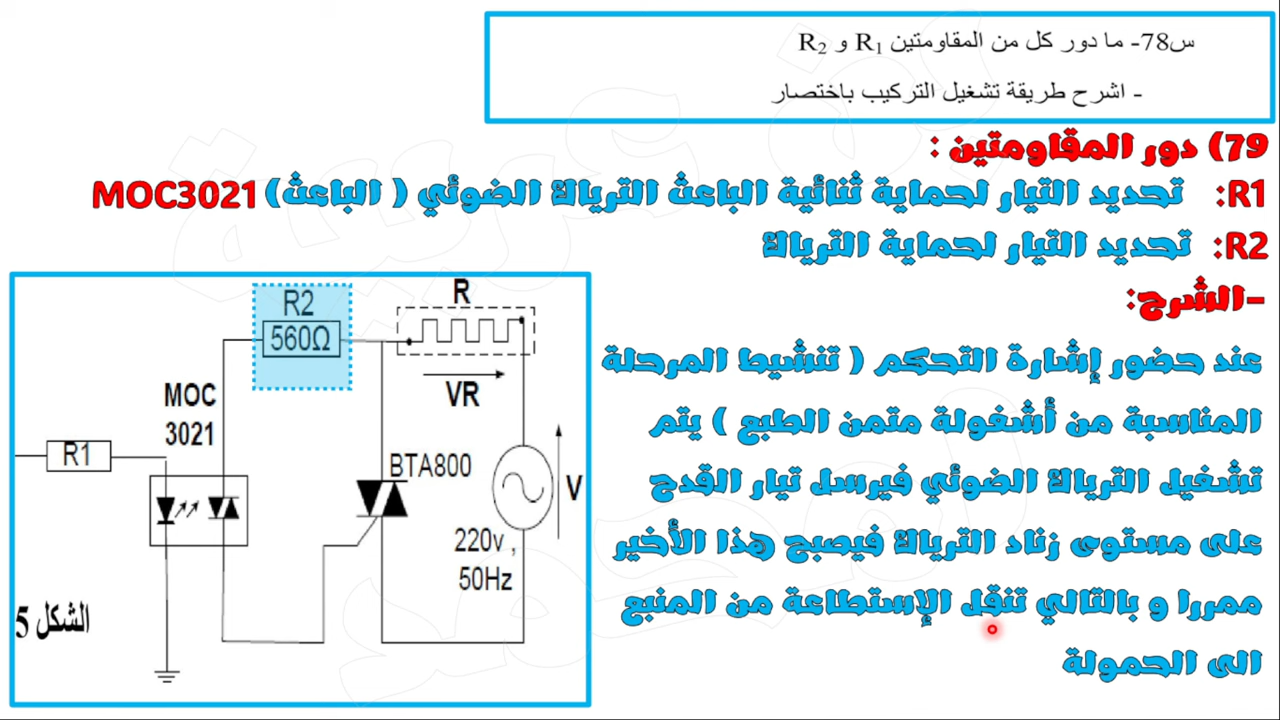 س78- ما دور كل من المقاومتين R1 و R2
- اشرح طريقة تشغيل التركيب باختصار
79) دور المقاومتين :
R1: تحديد التيار لحماية ثنائية الباعث الترياك الضوئي ( الباعث) MOC3021
R2: تحديد التيار لحماية الترياك
-الشرح:
عند حضور إشارة التحكم ( تنشيط المرحلة
المناسبة من أشغولة متمن الطبع ) يتم
تشغيل الترياك الضوئي فيرسل تيار القدح
على مستوى زناد الترياك فيصبح هذا الأخير
ممررا و بالتالي تنقل الإستطاعة من المنبع
الى الحمولة
R2
560Ω
R
VR
MOC
3021
R1
BTA800
V
220v ,
50Hz
الشكل 5